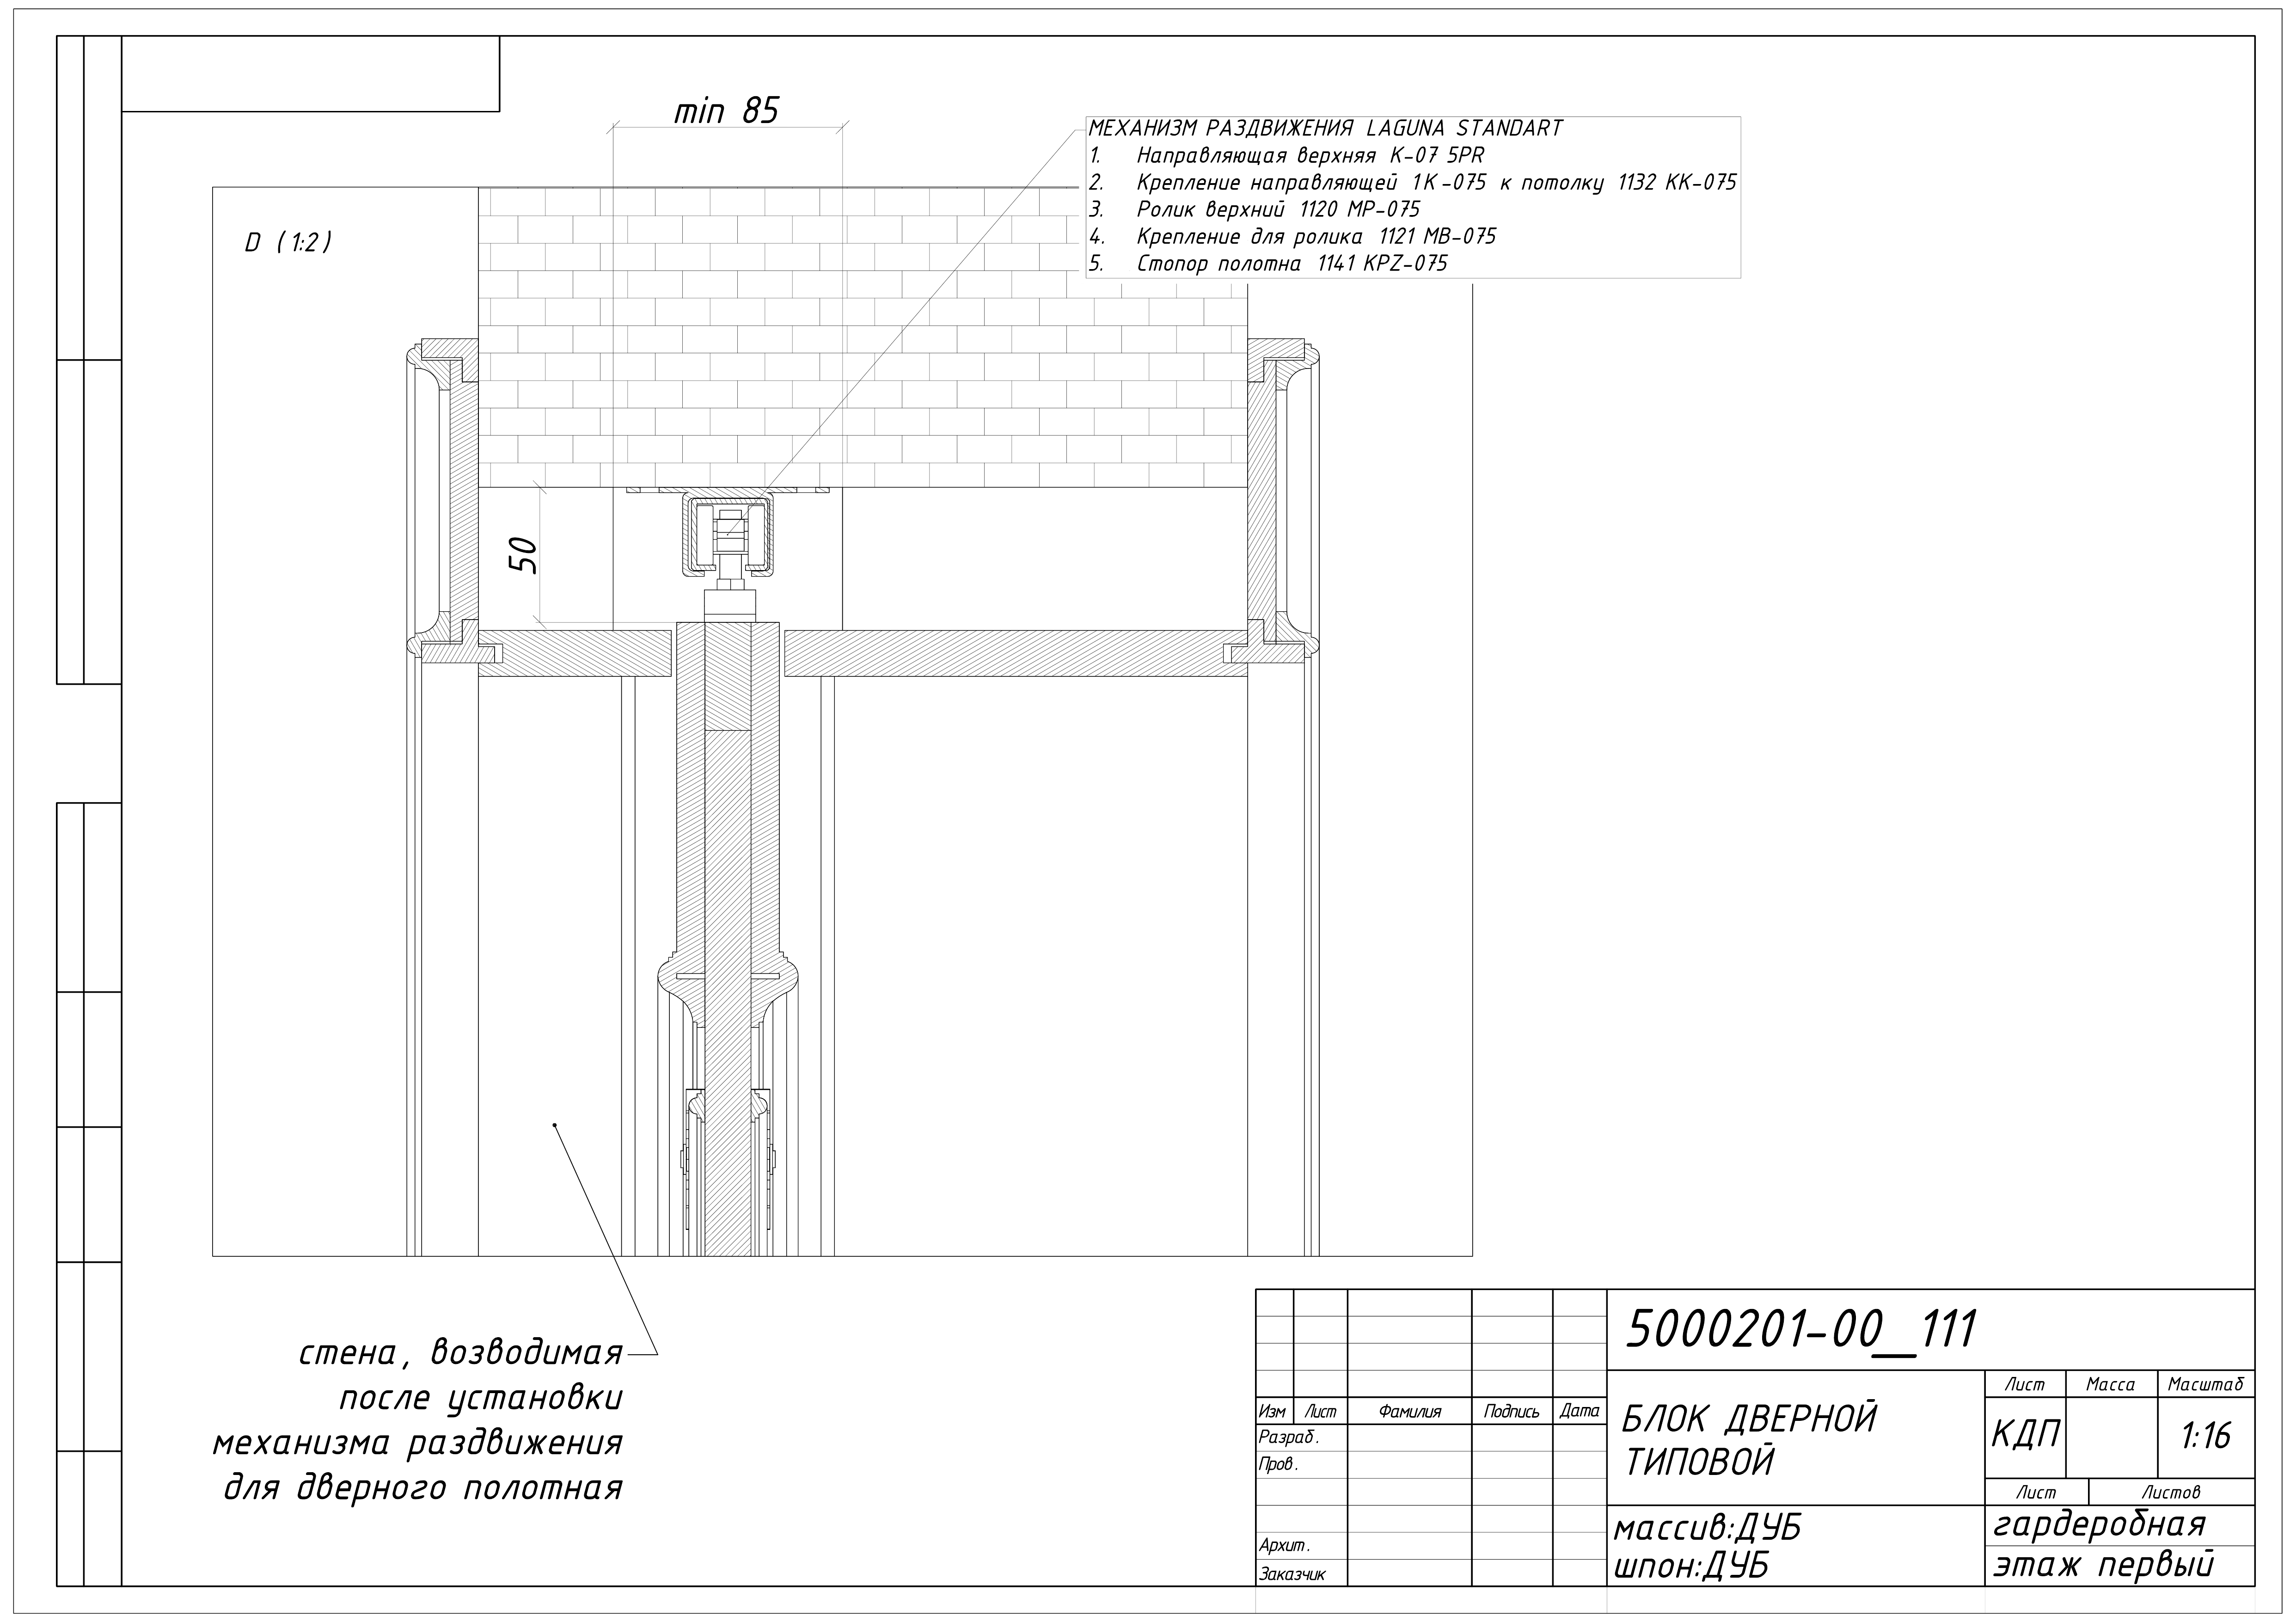 min 85
МЕХАНИЗМ РАЗДВИЖЕНИЯ LAGUNA STANDART
1. Направляющая верхняя К-07 5PR
2. Крепление направляющей 1К-075 к потолку 1132 КК-075
3. Ролик верхний 1120 МР-075
4. Крепление для ролика 1121 МВ-075
5. Стопор полотна 1141 KPZ-075
D (1:2)
50
стена, возводимая
после установки
механизма раздвижения
для дверного полотная
5000201-00__111
Лист Масса Масштаб
Изм Лист Фамилия Подпись Дата
БЛОК ДВЕРНОЙ
ТИПОВОЙ
КДП 1:16
Разраб.
Пров.
Лист Листов
массив:ДУБ
шпон:ДУБ
гардеробная
этаж первый
Архит.
Заказчик